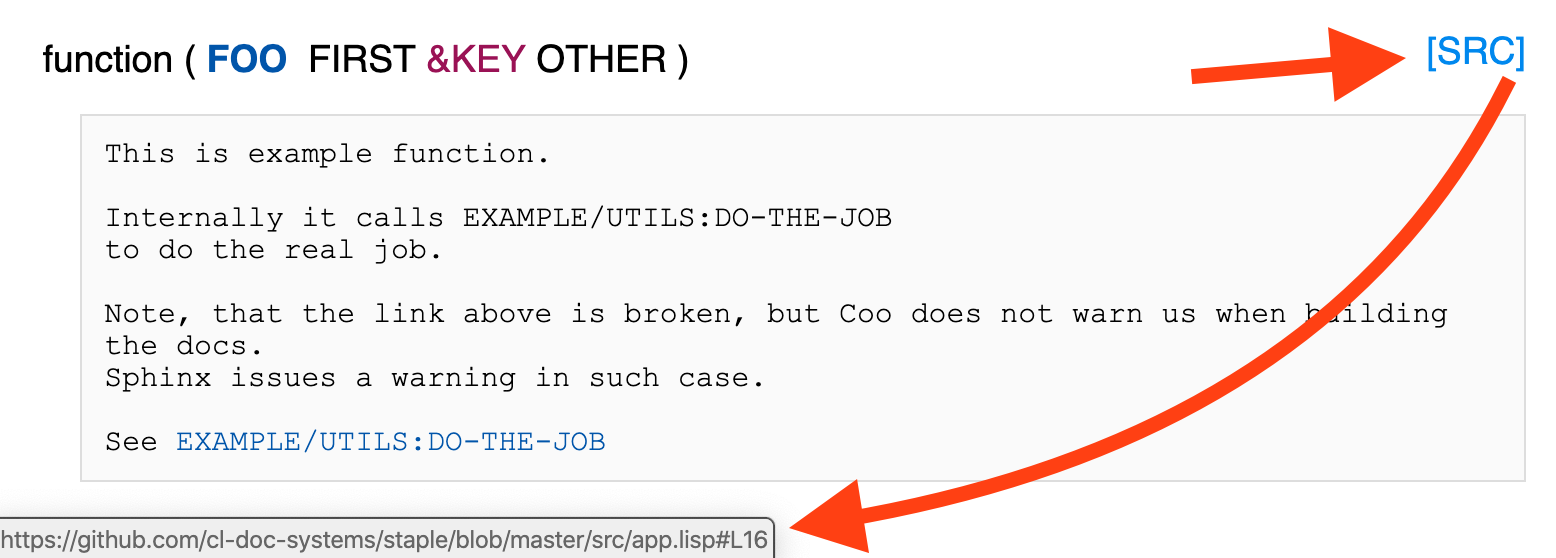 function ( FOO FIRST &KEY OTHER ) [SRC]
This is example function.
Internally it calls EXAMPLE/UTILS:DO-THE-JOB
to do the real job.
Note, that the link above is broken, but Coo does not warn us when building
the docs.
Sphinx issues a warning in such case.
See EXAMPLE/UTILS:DO-THE-JOB
https://github.com/cl-doc-systems/staple/blob/master/src/app.lisp#L16